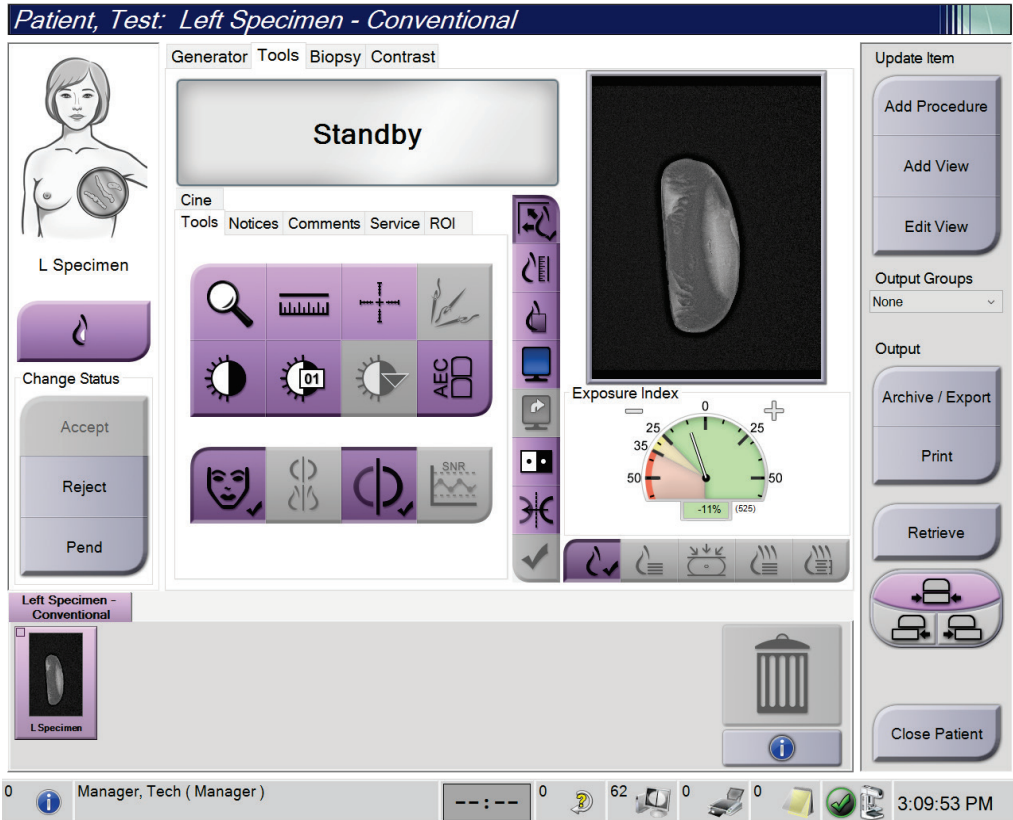 Patient, Test:  Left Specimen - Conventional
Generator Tools Biopsy Contrast
Standby
Cine
Tools Notices Comments Service ROI
01
AEC
SNR
L Specimen
Change Status
Accept
Reject
Pend
Exposure Index
0
25 25
35
50 50
-11% (525)
Update Item
Add Procedure
Add View
Edit View
Output Groups
None
Output
Archive / Export
Print
Retrieve
Close Patient
Left Specimen -
Conventional
L Specimen
0 Manager, Tech ( Manager ) --:-- 0 62 0 0 3:09:53 PM